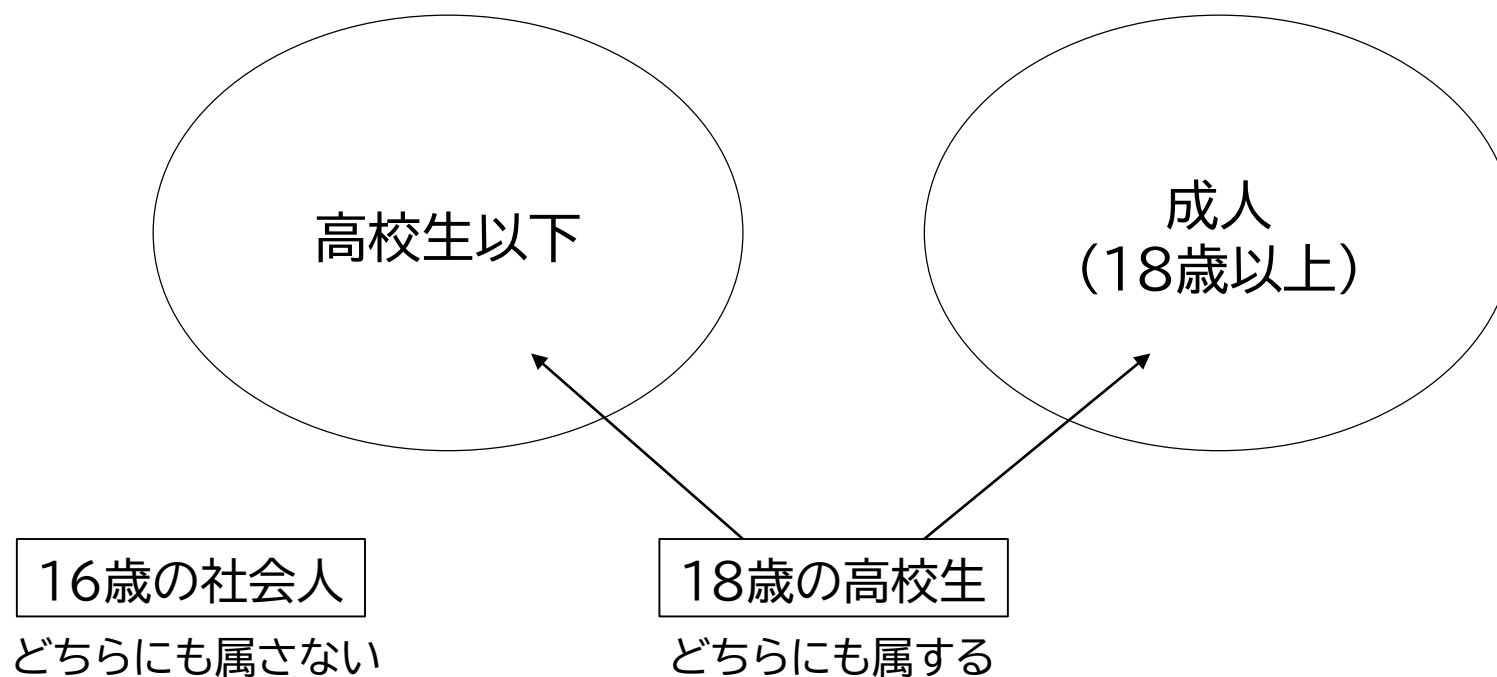 高校生以下
成人
（18歳以上）
16歳の社会人
どちらにも属さない
18歳の高校生
どちらにも属する